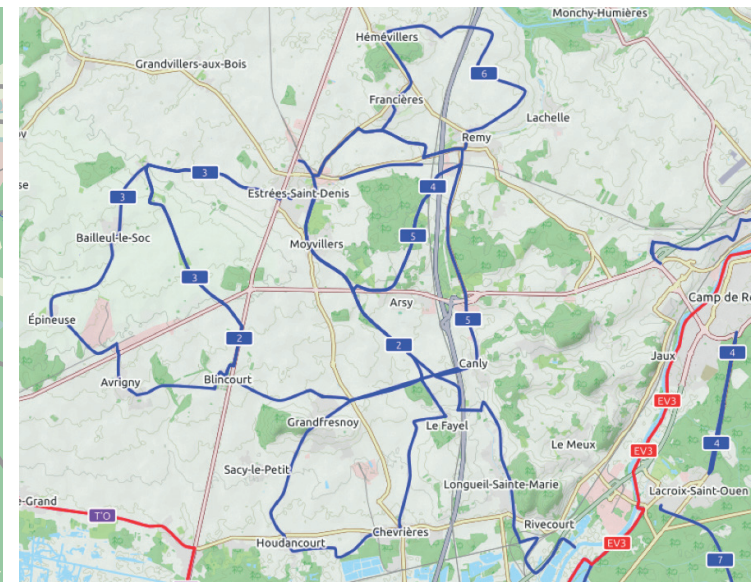 Monchy-Humières
Hémévillers
Grandvillers-aux-Bois
6
Francières
Lachelle
Remy
3
4
Estrées-Saint-Denis
3
5
Bailleul-le-Soc
Moyvillers
3
Camp de Ro
Arsy
Épineuse
5
2
2
4
Jaux
Canly
Avrigny
Blincourt
EV3
Grandfresnoy
Le Fayel
4
Le Meux
EV3
Sacy-le-Petit
Longueil-Sainte-Marie
Lacroix-Saint-Ouen
e-Grand
T'O
Rivecourt
Chevrières
Houdancourt
EV3
7